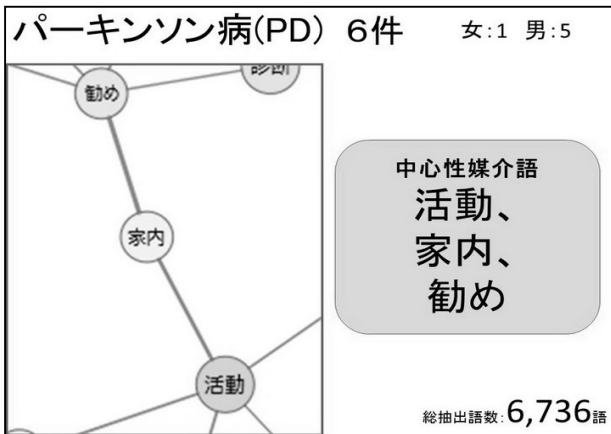 パーキンソン病(PD) 6件
女:1 男:5
勧め
診断
家内
活動
中心性媒介語
活動、
家内、
勧め
総抽出語数:6,736語